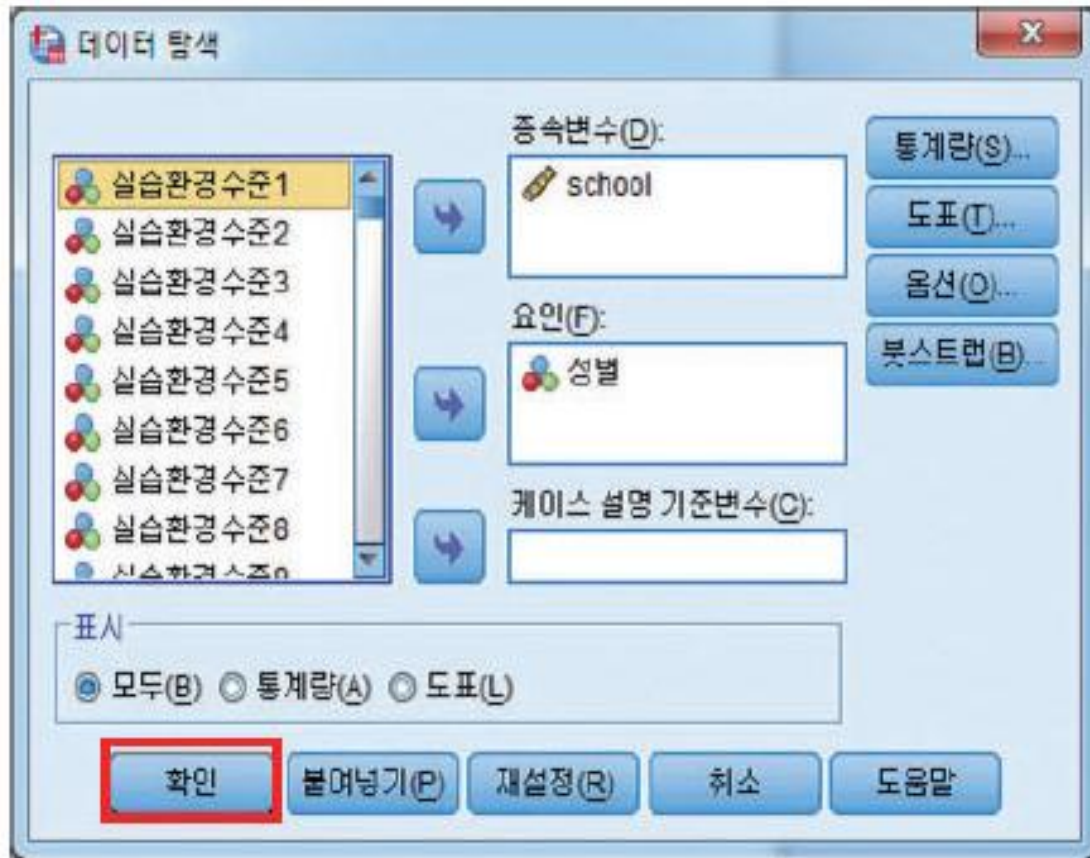 데이터 탐색
실습환경수준1
실습환경수준2
실습환경수준3
실습환경수준4
실습환경수준5
실습환경수준6
실습환경수준7
실습환경수준8
종속변수(D):
school
요인(F):
성별
케이스 설명 기준변수(C):
통계량(S)...
도표(T)...
옵션(O)...
붓스트랩(B)...
표시
모두(B) 통계량(A) 도표(L)
확인 붙여넣기(P) 재설정(R) 취소 도움말